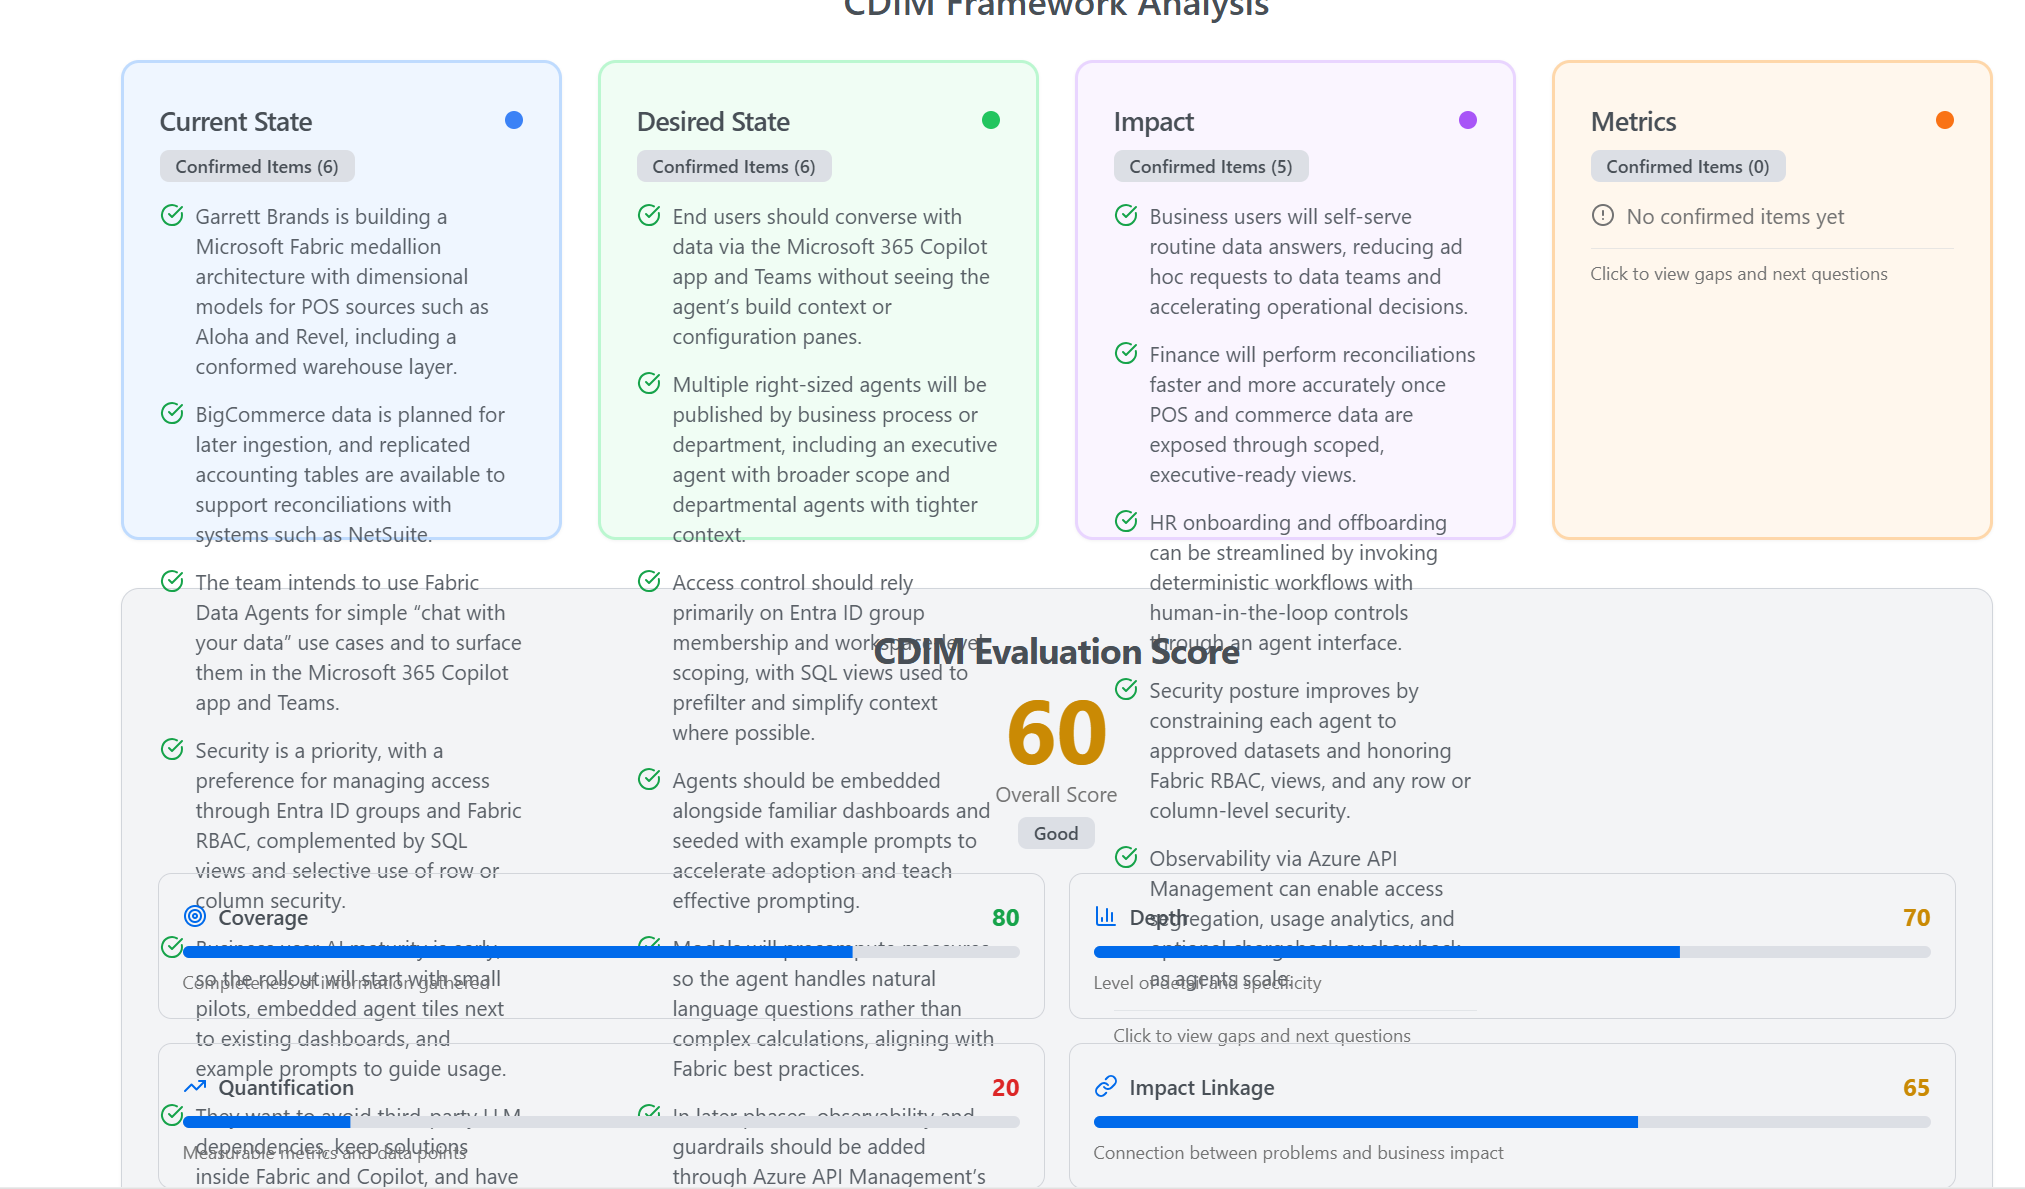 CDIM Framework Analysis
Current State
Confirmed Items (6)
Garrett Brands is building a
Microsoft Fabric medallion
architecture with dimensional
models for POS sources such as
Aloha and Revel, including a
conformed warehouse layer.
BigCommerce data is planned for
later ingestion, and replicated
accounting tables are available to
support reconciliations with
systems such as NetSuite.
The team intends to use Fabric
Data Agents for simple “chat with
your data” use cases and to surface
them in the Microsoft 365 Copilot
app and Teams.
Security is a priority, with a
preference for managing access
through Entra ID groups and Fabric
RBAC, complemented by SQL
views and selective use of row or
column security.
Business user AI maturity is early,
so the rollout will start with small
pilots, embedded agent tiles next
to existing dashboards, and
example prompts to guide usage.
They want to avoid third-party LLM
dependencies, keep solutions
inside Fabric and Copilot, and have
Desired State
Confirmed Items (6)
End users should converse with
data via the Microsoft 365 Copilot
app and Teams without seeing the
agent’s build context or
configuration panes.
Multiple right-sized agents will be
published by business process or
department, including an executive
agent with broader scope and
departmental agents with tighter
context.
Access control should rely
primarily on Entra ID group
membership and workspace-level
scoping, with SQL views used to
prefilter and simplify context
where possible.
Agents should be embedded
alongside familiar dashboards and
seeded with example prompts to
accelerate adoption and teach
effective prompting.
Models will precompute measures
so the agent handles natural
language questions rather than
complex calculations, aligning with
Fabric best practices.
In later phases, observability and
guardrails should be added
through Azure API Management’s
Impact
Confirmed Items (5)
Business users will self-serve
routine data answers, reducing ad
hoc requests to data teams and
accelerating operational decisions.
Finance will perform reconciliations
faster and more accurately once
POS and commerce data are
exposed through scoped,
executive-ready views.
HR onboarding and offboarding
can be streamlined by invoking
deterministic workflows with
human-in-the-loop controls
through an agent interface.
Security posture improves by
constraining each agent to
approved datasets and honoring
Fabric RBAC, views, and any row or
column-level security.
Observability via Azure API
Management can enable access
segregation, usage analytics, and
optional chargeback or showback
as agents scale.
Click to view gaps and next questions
Metrics
Confirmed Items (0)
No confirmed items yet
Click to view gaps and next questions
CDIM Evaluation Score
60
Overall Score
Good
Coverage 80
Completeness of information gathered
Depth 70
Level of detail and specificity
Quantification 20
Measurable metrics and data points
Impact Linkage 65
Connection between problems and business impact